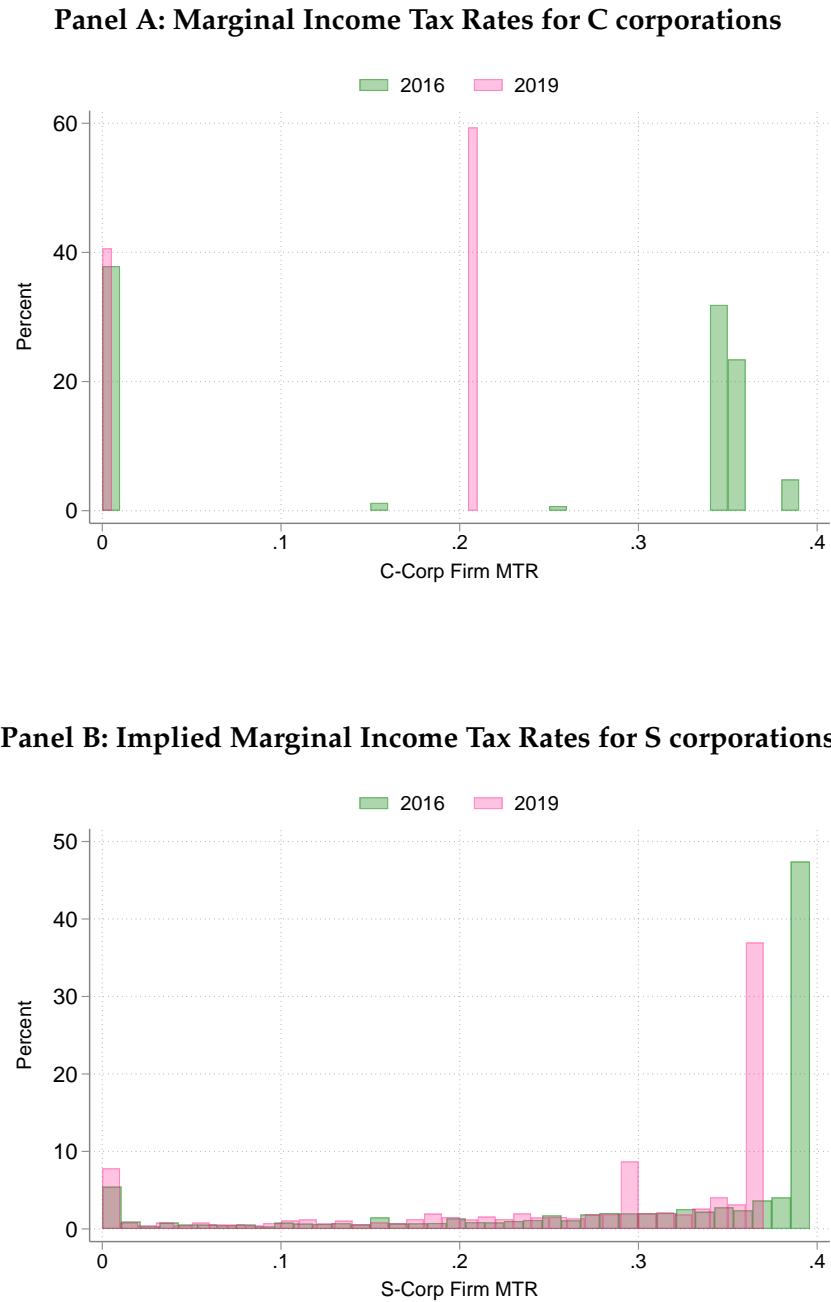 Panel A: Marginal Income Tax Rates for C corporations
2016 2019
60
40
20
0
Percent
0 .1 .2 .3 .4
C-Corp Firm MTR
Panel B: Implied Marginal Income Tax Rates for S corporations
2016 2019
50
40
30
20
10
0
Percent
0 .1 .2 .3 .4
S-Corp Firm MTR